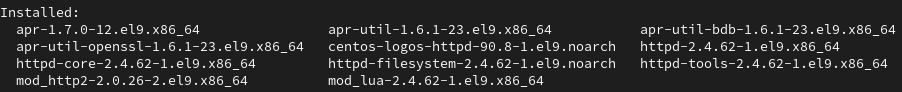 Installed:
apr-1.7.0-12.el9.x86_64 apr-util-1.6.1-23.el9.x86_64 apr-util-bdb-1.6.1-23.el9.x86_64
apr-util-openssl-1.6.1-23.el9.x86_64 centos-logos-httpd-90.8-1.el9.noarch httpd-2.4.62-1.el9.x86_64
httpd-core-2.4.62-1.el9.x86_64 httpd-filesystem-2.4.62-1.el9.noarch httpd-tools-2.4.62-1.el9.x86_64
mod_http2-2.0.26-2.el9.x86_64 mod_lua-2.4.62-1.el9.x86_64